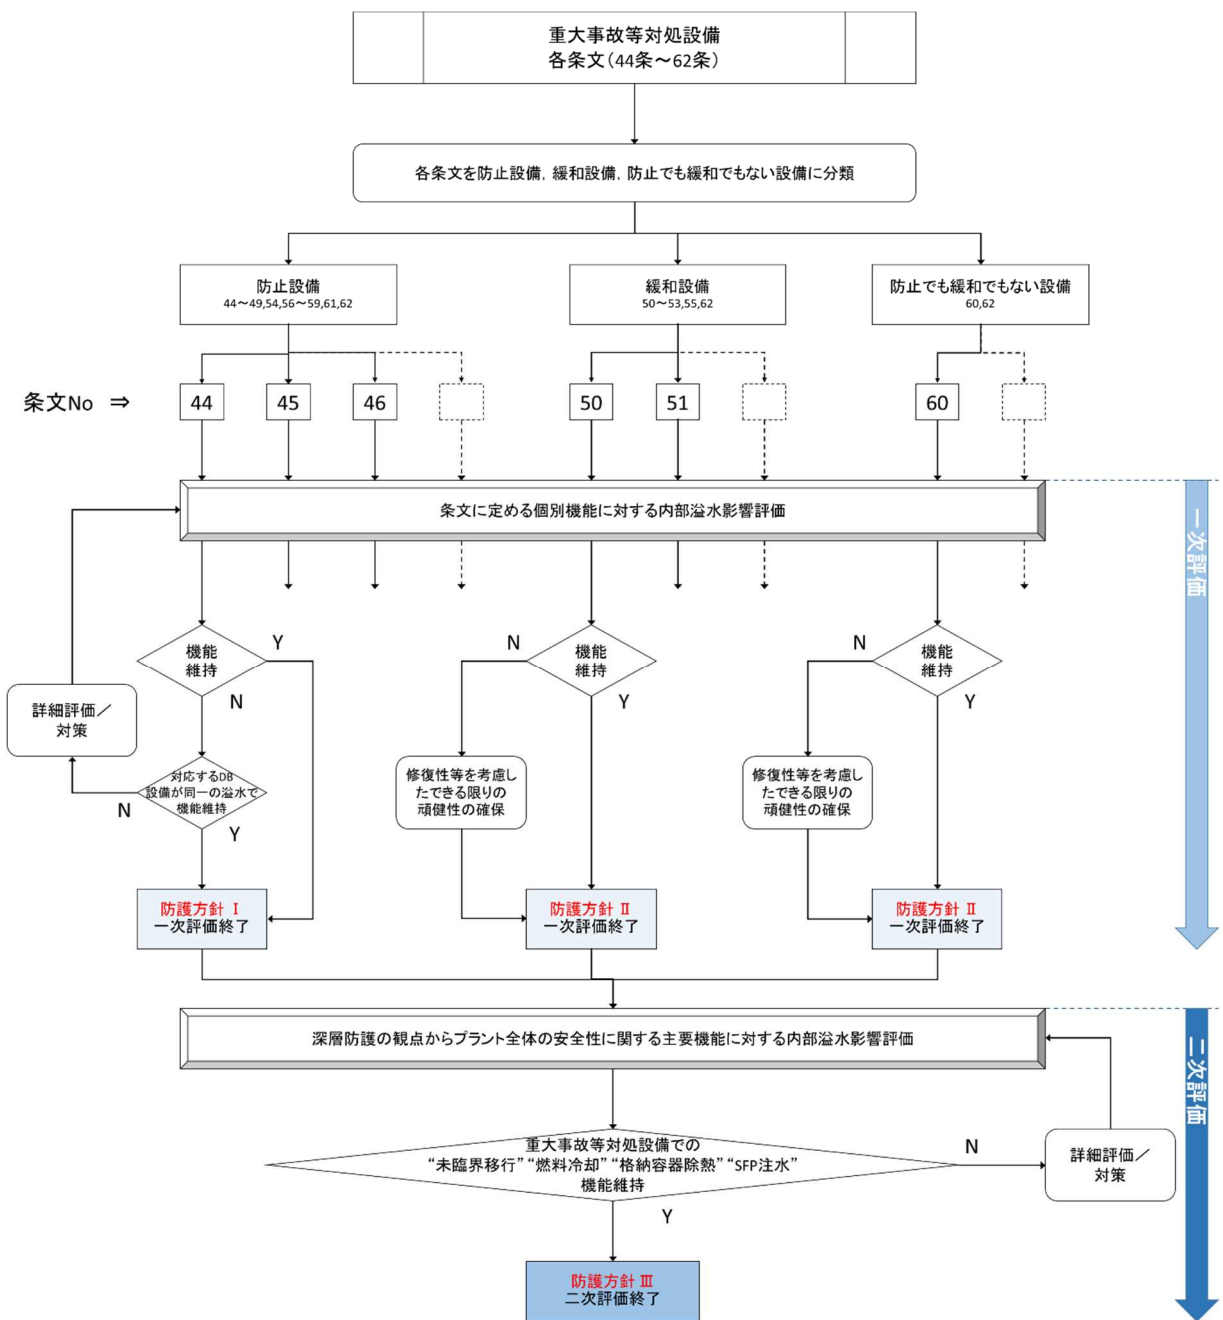 重大事故等対処設備
各条文(44条～62条)
各条文を防止設備，緩和設備，防止でも緩和でもない設備に分類
防止設備
44～49,54,56～59,61,62
緩和設備
50～53,55,62
防止でも緩和でもない設備
60,62
条文No ⇒
44
45
46
50
51
60
条文に定める個別機能に対する内部溢水影響評価
一次評価
機能
維持
Y
N
詳細評価／
対策
対応するDB
設備が同一の溢水で
機能維持
N
Y
機能
維持
N
Y
修復性等を考慮し
たできる限りの
頑健性の確保
機能
維持
N
Y
修復性等を考慮し
たできる限りの
頑健性の確保
防護方針 Ⅰ
一次評価終了
防護方針 Ⅱ
一次評価終了
防護方針 Ⅱ
一次評価終了
深層防護の観点からプラント全体の安全性に関する主要機能に対する内部溢水影響評価
二次評価
重大事故等対処設備での
“未臨界移行”“燃料冷却”“格納容器除熱”“SFP注水”
機能維持
N
Y
詳細評価／
対策
防護方針 Ⅲ
二次評価終了